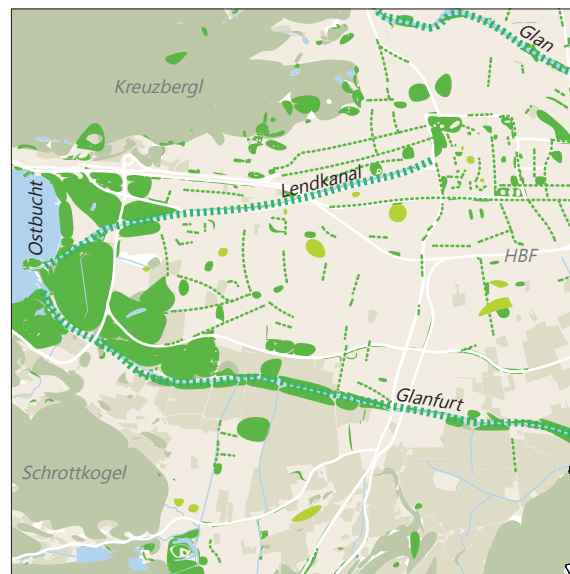 Glan
Kreuzbergl
Lendkanal
Ostbucht
HBF
Glanfurt
Schrottkogel